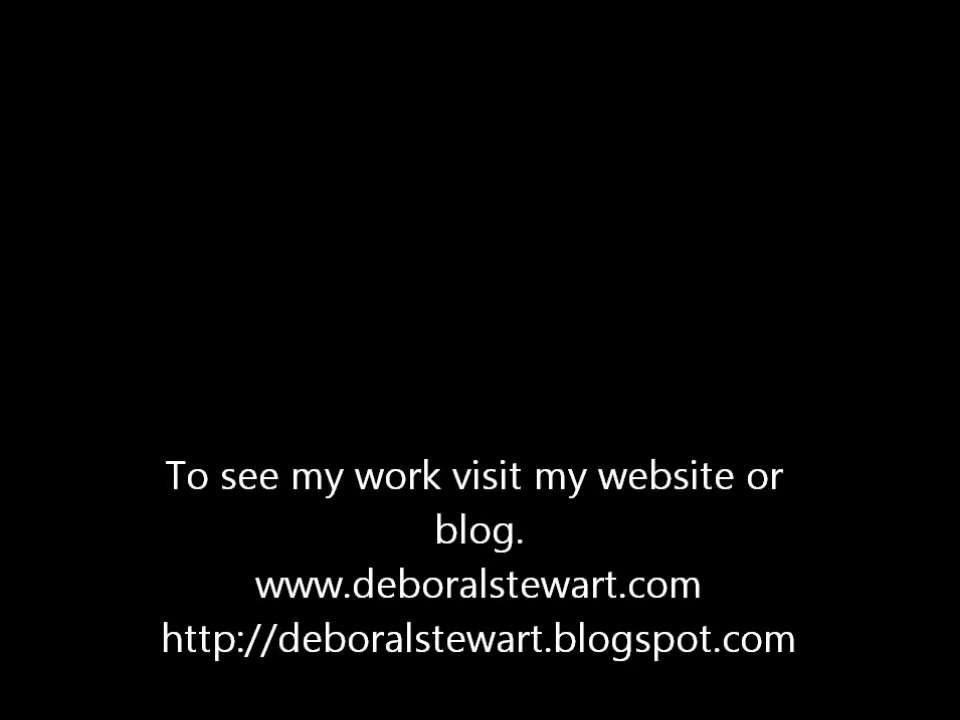 To see my work visit my website or
blog.
www.deboralstewart.com
http://deboralstewart.blogspot.com